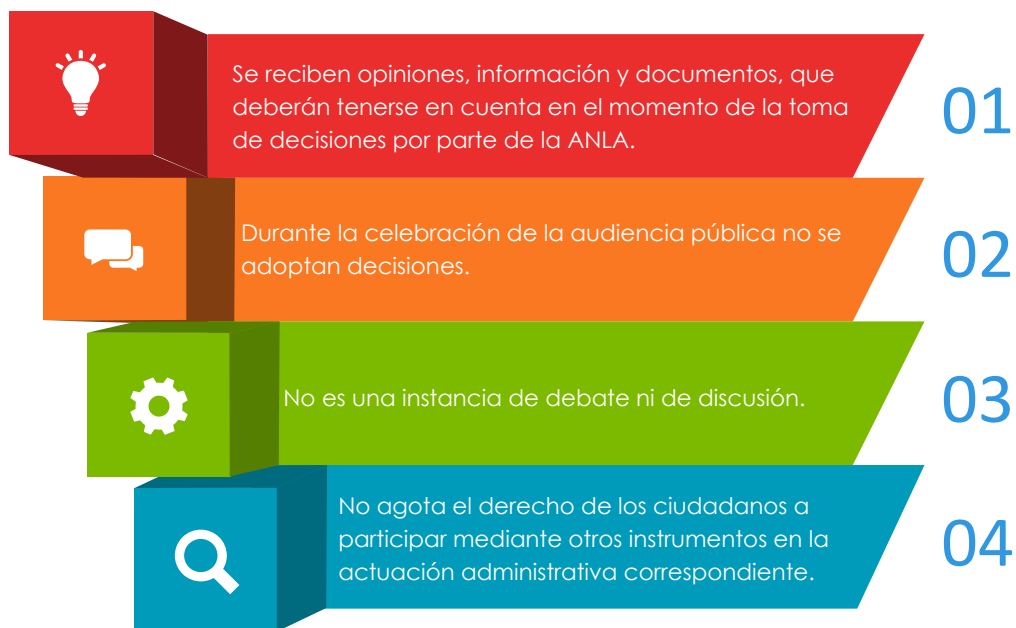 Se reciben opiniones, información y documentos, que
deberán tenerse en cuenta en el momento de la toma
de decisiones por parte de la ANLA.
01
Durante la celebración de la audiencia pública no se
adoptan decisiones.
02
No es una instancia de debate ni de discusión.
03
No agota el derecho de los ciudadanos a
participar mediante otros instrumentos en la
actuación administrativa correspondiente.
04